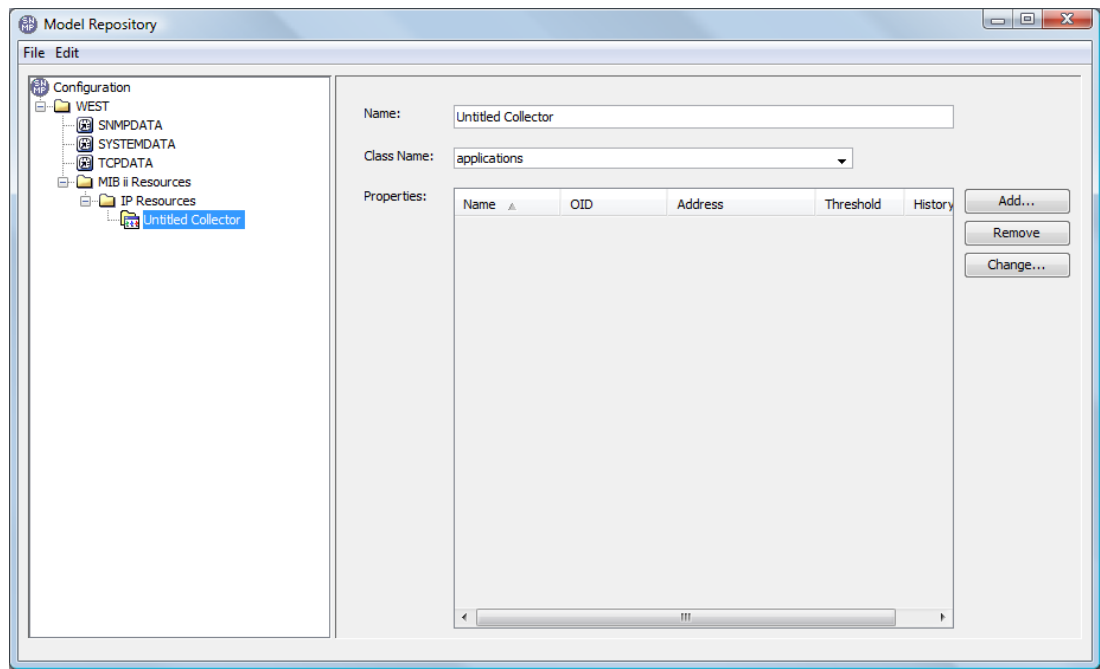 Model Repository
File Edit
Configuration
WEST
SNMPDATA
SYSTEMDATA
TCPDATA
MIB ii Resources
IP Resources
Untitled Collector
Name:
Untitled Collector
Class Name:
applications
Properties:
Name OID Address Threshold History
Add...
Remove
Change...